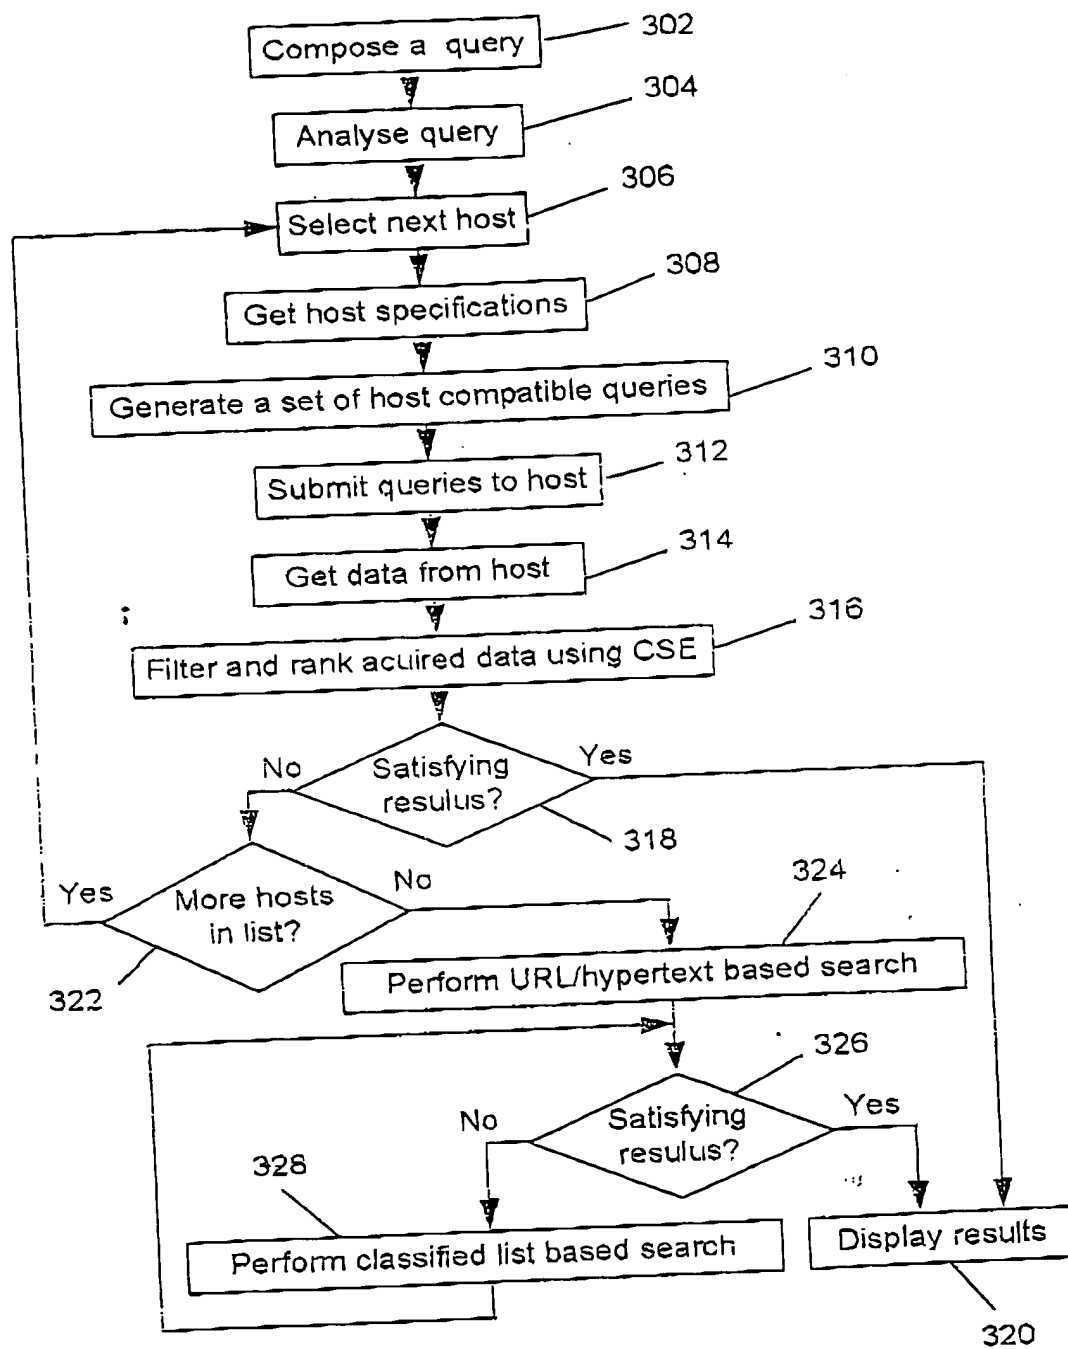 Compose a query
302
Analyse query
304
Select next host
306
Get host specifications
308
Generate a set of host compatible queries
310
Submit queries to host
312
Get data from host
314
Filter and rank acuired data using CSE
316
No
Satisfying
resulus?
Yes
318
Yes
More hosts
in list?
No
322
324
Perform URL/hypertext based search
326
No
Satisfying
resulus?
Yes
328
Perform classified list based search
Display results
320